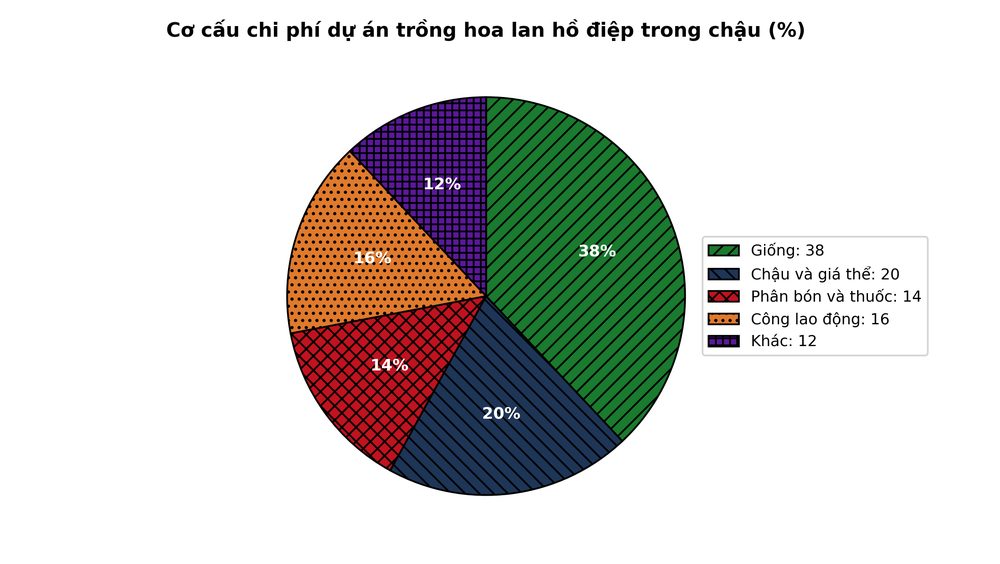 Cơ cấu chi phí dự án trồng hoa lan hồ điệp trong chậu (%)
12%
38%
16%
14%
20%
Giống: 38
Chậu và giá thể: 20
Phân bón và thuốc: 14
Công lao động: 16
Khác: 12